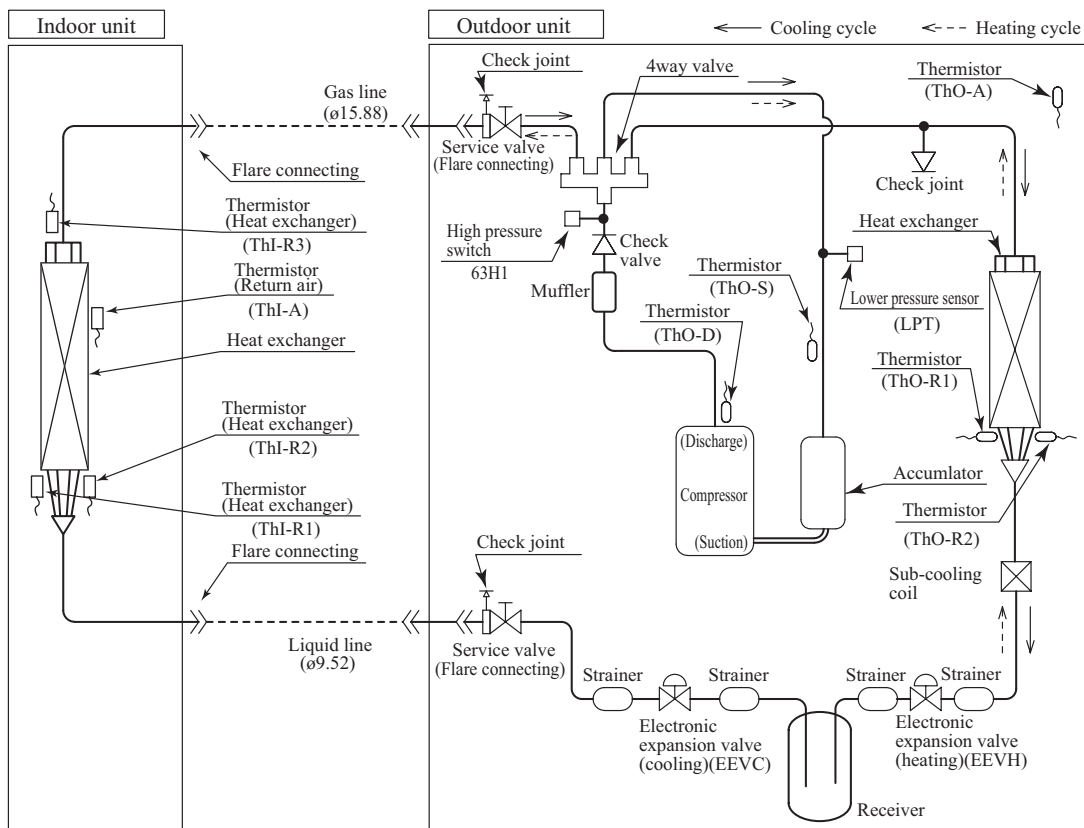 Indoor unit
Outdoor unit
Cooling cycle
Heating cycle
Check joint
4way valve
Thermistor
(ThO-A)
Gas line
(ø15.88)
Service valve
(Flare connecting)
Flare connecting
Check joint
Thermistor
(Heat exchanger)
(ThI-R3)
High pressure
switch
63H1
Check
valve
Heat exchanger
Thermistor
(Return air)
(ThI-A)
Muffler
Thermistor
(ThO-S)
Lower pressure sensor
(LPT)
Thermistor
(ThO-D)
Heat exchanger
Thermistor
(ThO-R1)
Thermistor
(Heat exchanger)
(ThI-R2)
(Discharge)
Compressor
(Suction)
Accumlator
Thermistor
(Heat exchanger)
(ThI-R1)
Thermistor
(ThO-R2)
Flare connecting
Check joint
Sub-cooling
coil
Liquid line
(ø9.52)
Service valve
(Flare connecting)
Strainer
Strainer
Strainer
Strainer
Electronic
expansion valve
(cooling)(EEVC)
Electronic
expansion valve
(heating)(EEVH)
Receiver